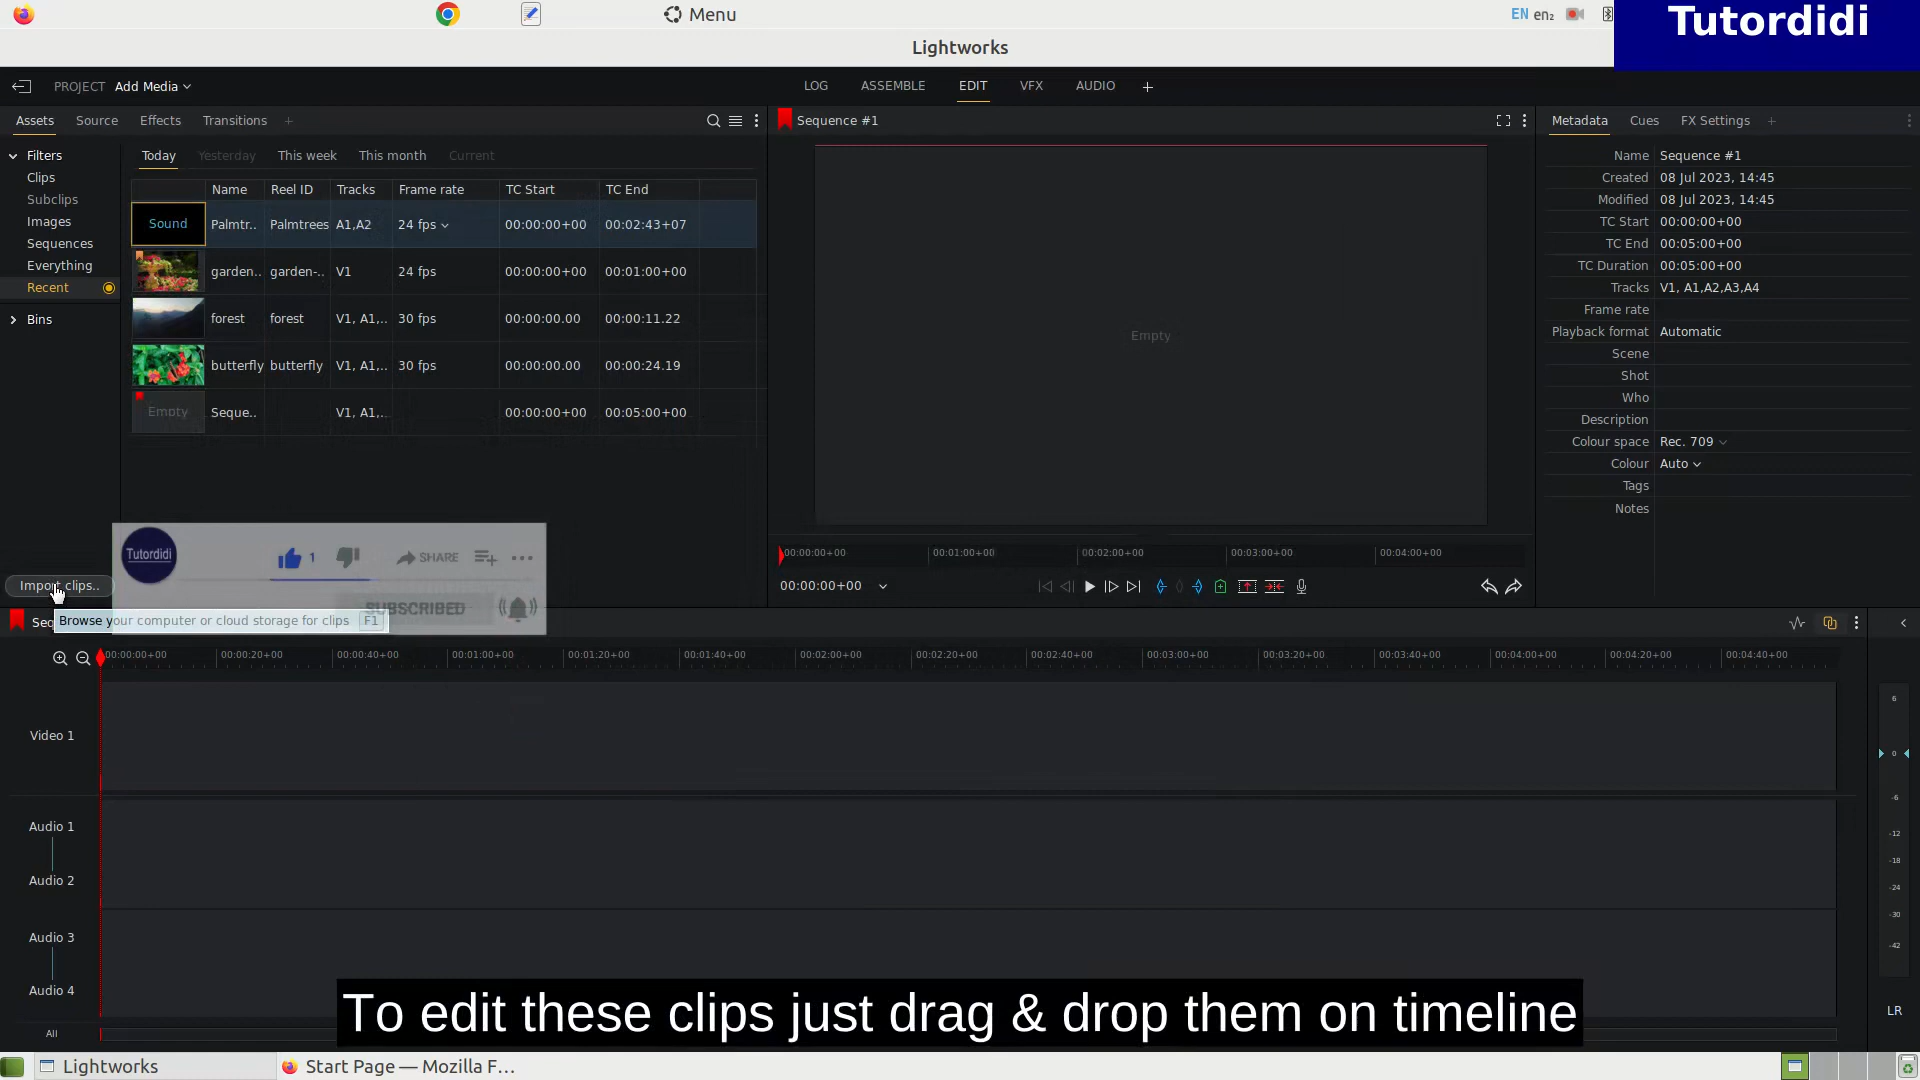 Menu
EN en₂
Tutordidi
Lightworks
PROJECT Add Media
LOG ASSEMBLE EDIT VFX AUDIO +
Assets Source Effects Transitions +
Sequence #1
Metadata Cues FX Settings +
Filters
Clips
Subclips
Images
Sequences
Everything
Recent
Bins
Today Yesterday This week This month Current
Name Reel ID Tracks Frame rate TC Start TC End
Sound Palmtr.. Palmtrees A1,A2 24 fps 00:00:00+00 00:02:43+07
garden.. garden-.. V1 24 fps 00:00:00+00 00:01:00+00
forest forest V1, A1,.. 30 fps 00:00:00.00 00:00:11.22
butterfly butterfly V1, A1,.. 30 fps 00:00:00.00 00:00:24.19
Empty Seque.. V1, A1,.. 00:00:00+00 00:05:00+00
Empty
Name Sequence #1
Created 08 Jul 2023, 14:45
Modified 08 Jul 2023, 14:45
TC Start 00:00:00+00
TC End 00:05:00+00
TC Duration 00:05:00+00
Tracks V1, A1,A2,A3,A4
Frame rate
Playback format Automatic
Scene
Shot
Who
Description
Colour space Rec. 709
Colour Auto
Tags
Notes
00:00:00+00 00:01:00+00 00:02:00+00 00:03:00+00 00:04:00+00
00:00:00+00
Tutordidi 1 SHARE
SUBSCRIBED
Import clips..
Browse your computer or cloud storage for clips F1
Seq
00:00:00+00 00:00:20+00 00:00:40+00 00:01:00+00 00:01:20+00 00:01:40+00 00:02:00+00 00:02:20+00 00:02:40+00 00:03:00+00 00:03:20+00 00:03:40+00 00:04:00+00 00:04:20+00 00:04:40+00
Video 1
Audio 1
Audio 2
Audio 3
Audio 4
All
6
0
-6
-12
-18
-24
-30
-42
LR
To edit these clips just drag & drop them on timeline
Lightworks
Start Page — Mozilla F...